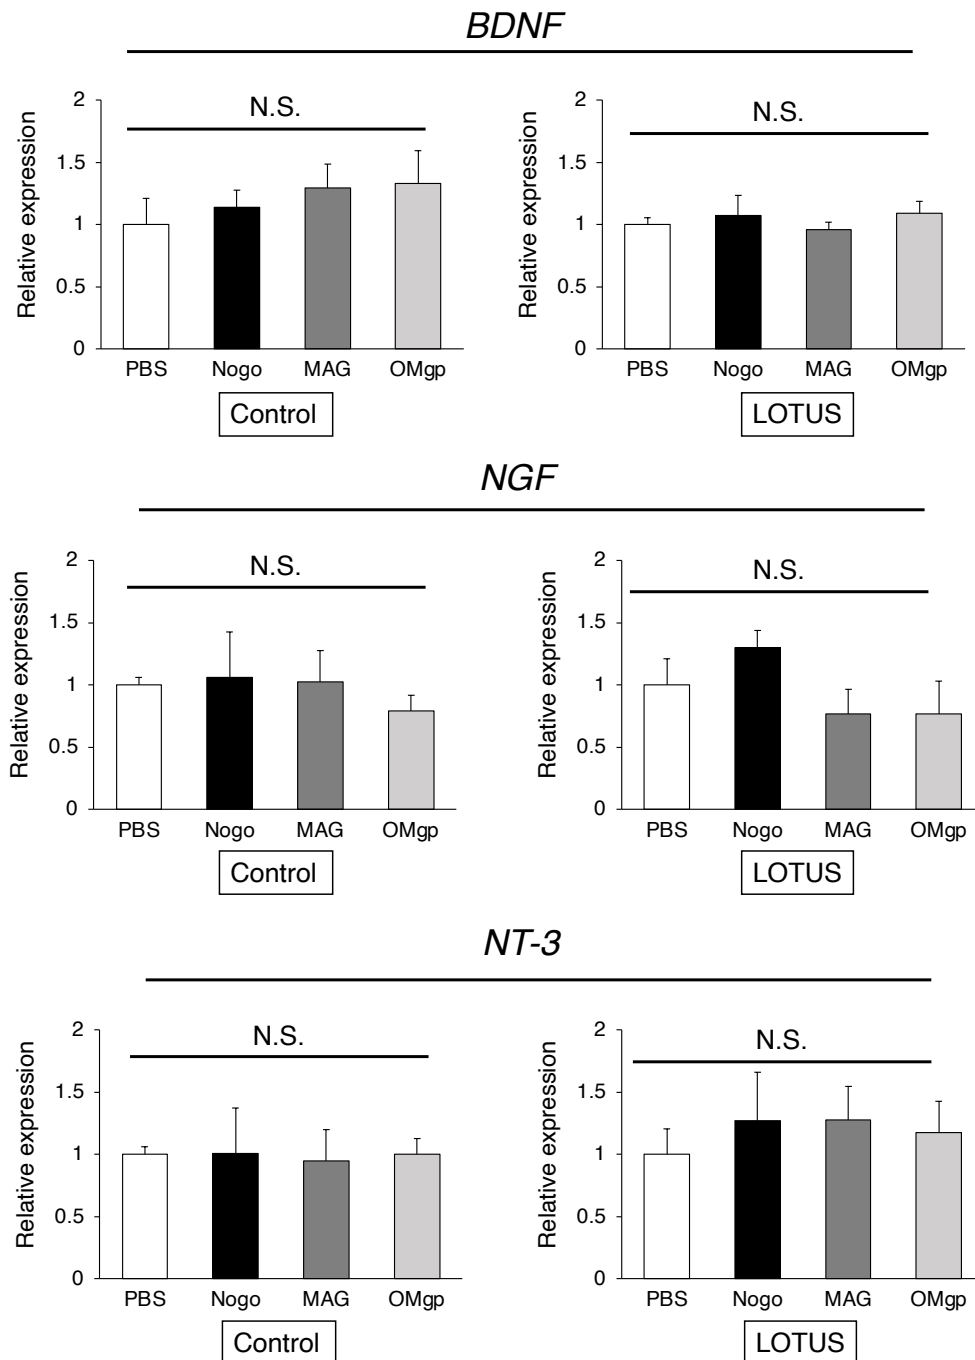 BDNF
2
N.S.
1.5
1
0.5
0
Relative expression
PBS Nogo MAG OMgp
Control
2
N.S.
1.5
1
0.5
0
Relative expression
PBS Nogo MAG OMgp
LOTUS
NGF
2
N.S.
1.5
1
0.5
0
Relative expression
PBS Nogo MAG OMgp
Control
2
N.S.
1.5
1
0.5
0
Relative expression
PBS Nogo MAG OMgp
LOTUS
NT-3
2
N.S.
1.5
1
0.5
0
Relative expression
PBS Nogo MAG OMgp
Control
2
N.S.
1.5
1
0.5
0
Relative expression
PBS Nogo MAG OMgp
LOTUS